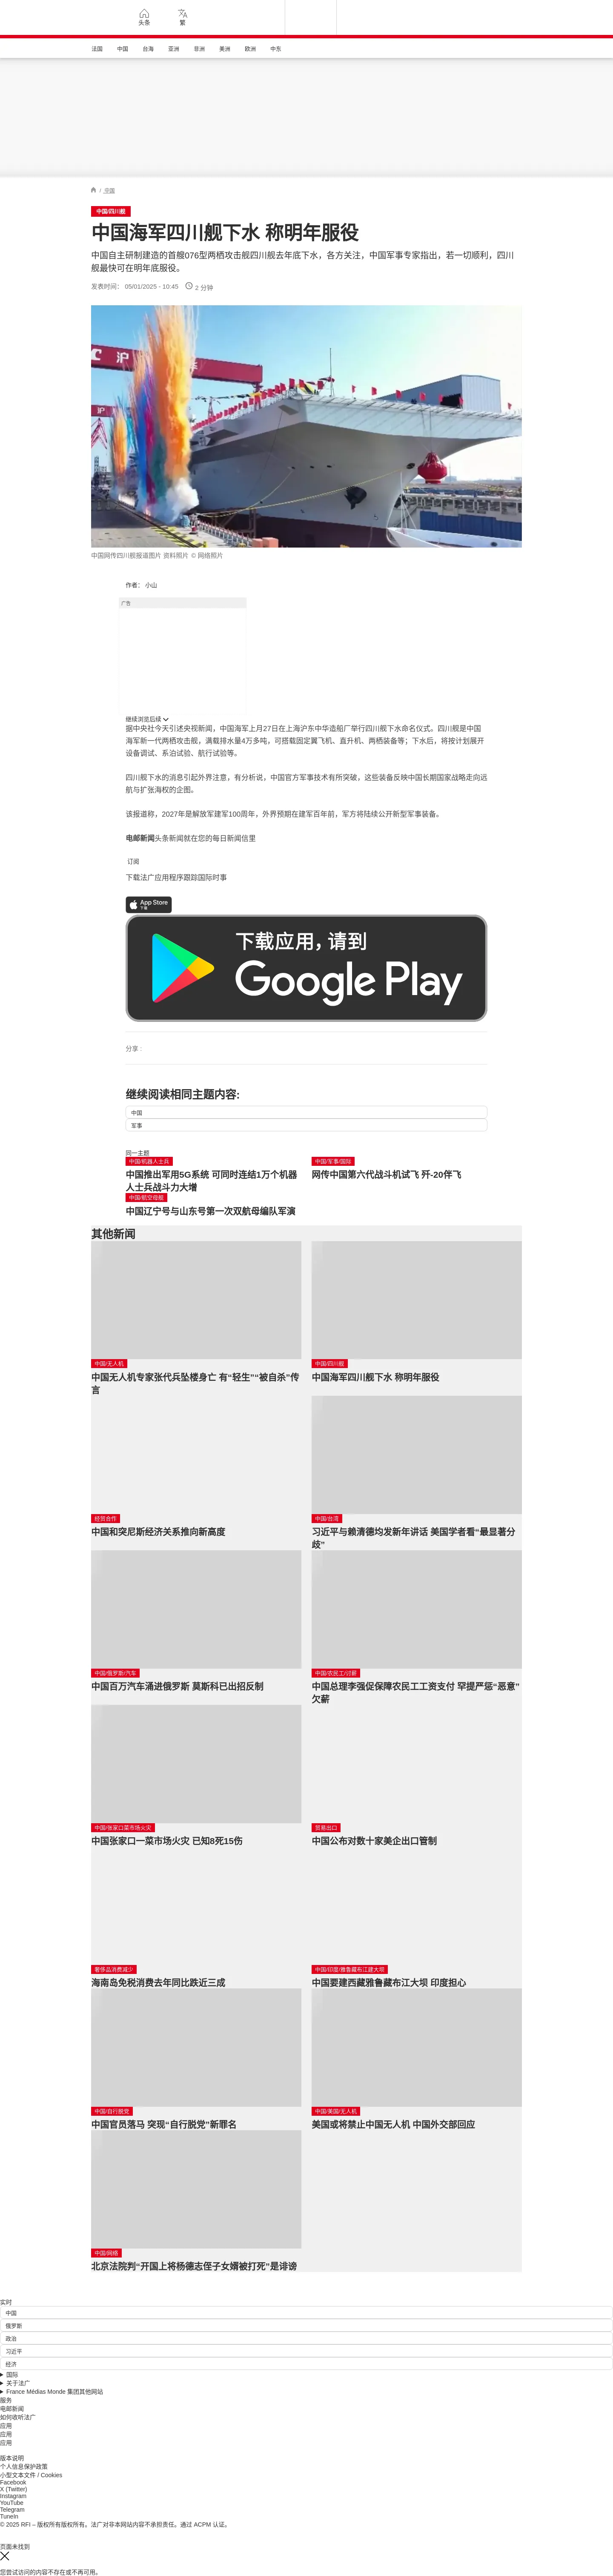 头条
繁
法国
中国
台海
亚洲
非洲
美洲
欧洲
中东
/ 中国
中国/四川舰
中国海军四川舰下水 称明年服役
中国自主研制建造的首艘076型两栖攻击舰四川舰去年底下水，各方关注，中国军事专家指出，若一切顺利，四川
舰最快可在明年底服役。
发表时间： 05/01/2025 - 10:45
2 分钟
沪
沪
中国网传四川舰报道图片 资料照片 © 网络照片
作者： 小山
广告
继续浏览后续
据中央社今天引述央视新闻，中国海军上月27日在上海沪东中华造船厂举行四川舰下水命名仪式。四川舰是中国
海军新一代两栖攻击舰，满载排水量4万多吨，可搭载固定翼飞机、直升机、两栖装备等；下水后，将按计划展开
设备调试、系泊试验、航行试验等。
四川舰下水的消息引起外界注意，有分析说，中国官方军事技术有所突破，这些装备反映中国长期国家战略走向远
航与扩张海权的企图。
该报道称，2027年是解放军建军100周年，外界预期在建军百年前，军方将陆续公开新型军事装备。
电邮新闻头条新闻就在您的每日新闻信里
订阅
下载法广应用程序跟踪国际时事
App Store
下载
下载应用，请到
Google Play
分享 :
继续阅读相同主题内容:
中国
军事
同一主题
中国/机器人士兵
中国推出军用5G系统 可同时连结1万个机器
人士兵战斗力大增
中国/军事/国际
网传中国第六代战斗机试飞 歼-20伴飞
中国/航空母舰
中国辽宁号与山东号第一次双航母编队军演
其他新闻
中国/无人机
中国无人机专家张代兵坠楼身亡 有“轻生”“被自杀”传
言
中国/四川舰
中国海军四川舰下水 称明年服役
经贸合作
中国和突尼斯经济关系推向新高度
中国/台湾
习近平与赖清德均发新年讲话 美国学者看“最显著分
歧”
中国/俄罗斯/汽车
中国百万汽车涌进俄罗斯 莫斯科已出招反制
中国/农民工/讨薪
中国总理李强促保障农民工工资支付 罕提严惩“恶意”
欠薪
中国/张家口菜市场火灾
中国张家口一菜市场火灾 已知8死15伤
贸易出口
中国公布对数十家美企出口管制
奢侈品消费减少
海南岛免税消费去年同比跌近三成
中国/印度/雅鲁藏布江建大坝
中国要建西藏雅鲁藏布江大坝 印度担心
中国/自行脱党
中国官员落马 突现“自行脱党”新罪名
中国/美国/无人机
美国或将禁止中国无人机 中国外交部回应
中国/网络
北京法院判“开国上将杨德志侄子女婿被打死”是诽谤
实时
中国
俄罗斯
政治
习近平
经济
国际
关于法广
France Médias Monde 集团其他网站
服务
电邮新闻
如何收听法广
应用
应用
应用
版本说明
个人信息保护政策
小型文本文件 / Cookies
Facebook
X (Twitter)
Instagram
YouTube
Telegram
TuneIn
© 2025 RFI – 版权所有版权所有。法广对非本网站内容不承担责任。通过 ACPM 认证。
页面未找到
您尝试访问的内容不存在或不再可用。